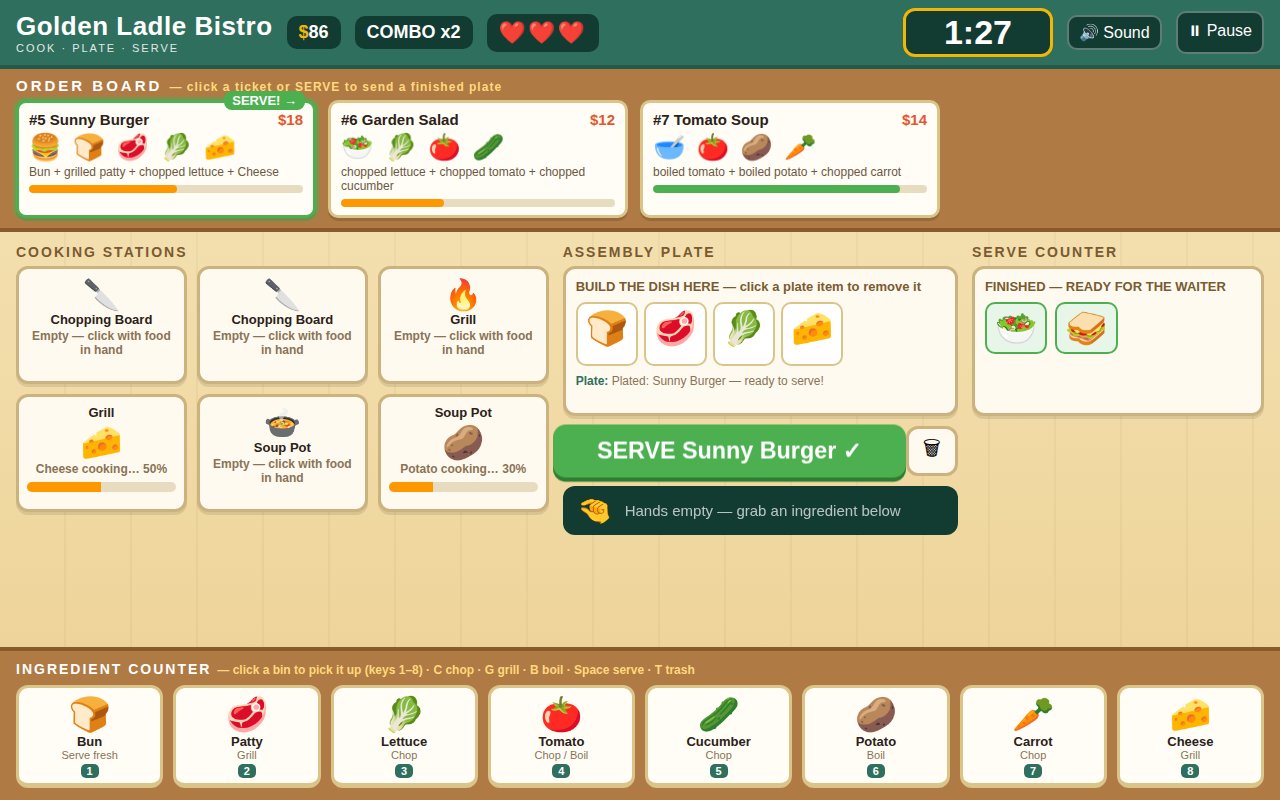 Golden Ladle Bistro
COOK · PLATE · SERVE
$86
COMBO x2
1:27
Sound
Pause
ORDER BOARD — click a ticket or SERVE to send a finished plate
SERVE! →
#5 Sunny Burger $18
Bun + grilled patty + chopped lettuce + Cheese
#6 Garden Salad $12
chopped lettuce + chopped tomato + chopped
cucumber
#7 Tomato Soup $14
boiled tomato + boiled potato + chopped carrot
COOKING STATIONS
Chopping Board
Empty — click with food
in hand
Chopping Board
Empty — click with food
in hand
Grill
Empty — click with food
in hand
Grill
Cheese cooking… 50%
Soup Pot
Empty — click with food
in hand
Soup Pot
Potato cooking… 30%
ASSEMBLY PLATE
BUILD THE DISH HERE — click a plate item to remove it
Plate: Plated: Sunny Burger — ready to serve!
SERVE Sunny Burger ✓
Hands empty — grab an ingredient below
SERVE COUNTER
FINISHED — READY FOR THE WAITER
INGREDIENT COUNTER — click a bin to pick it up (keys 1–8) · C chop · G grill · B boil · Space serve · T trash
Bun
Serve fresh
1
Patty
Grill
2
Lettuce
Chop
3
Tomato
Chop / Boil
4
Cucumber
Chop
5
Potato
Boil
6
Carrot
Chop
7
Cheese
Grill
8